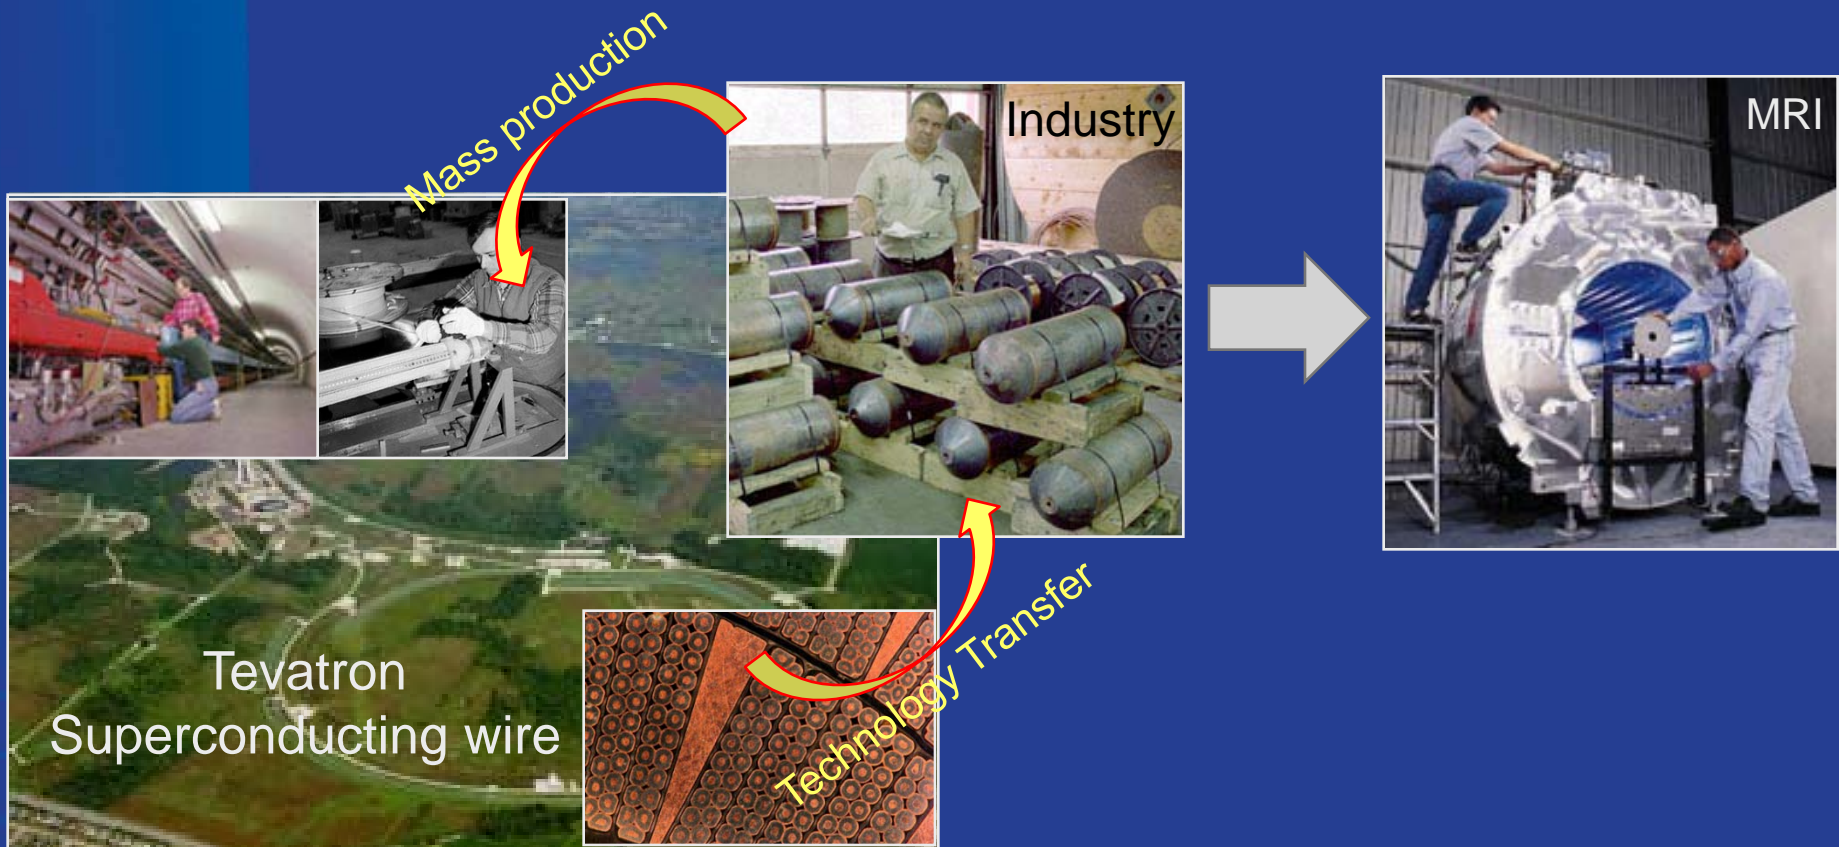 Mass production
Industry
MRI
Tevatron
Superconducting wire
Technology Transfer